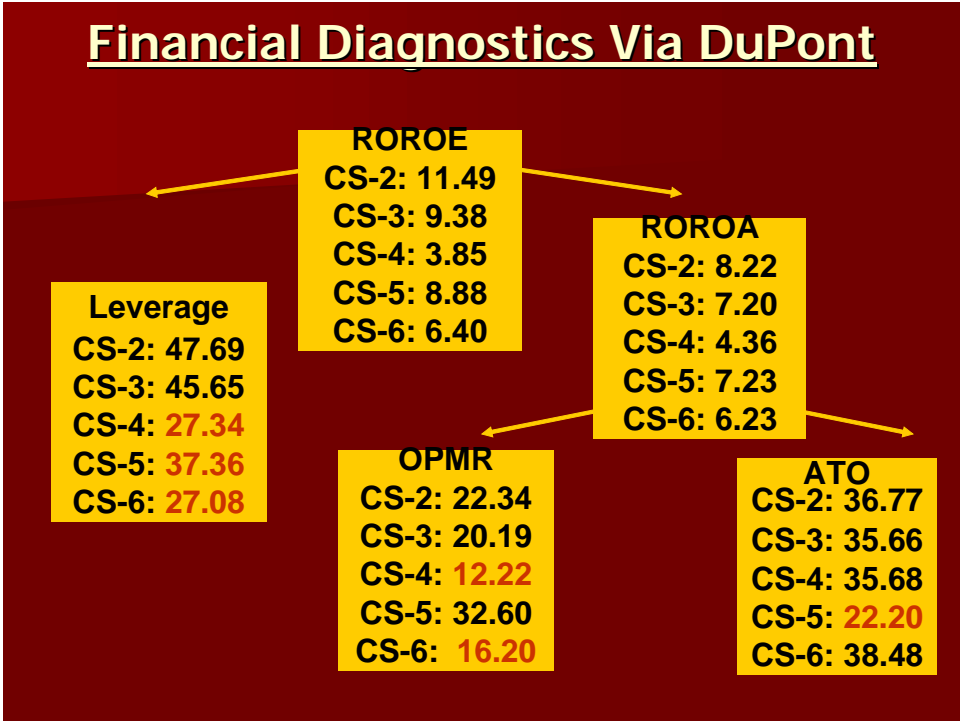 Financial Diagnostics Via DuPont
ROROE
CS-2: 11.49
CS-3: 9.38
CS-4: 3.85
CS-5: 8.88
CS-6: 6.40
ROROA
CS-2: 8.22
CS-3: 7.20
CS-4: 4.36
CS-5: 7.23
CS-6: 6.23
Leverage
CS-2: 47.69
CS-3: 45.65
CS-4: 27.34
CS-5: 37.36
CS-6: 27.08
OPMR
CS-2: 22.34
CS-3: 20.19
CS-4: 12.22
CS-5: 32.60
CS-6: 16.20
ATO
CS-2: 36.77
CS-3: 35.66
CS-4: 35.68
CS-5: 22.20
CS-6: 38.48